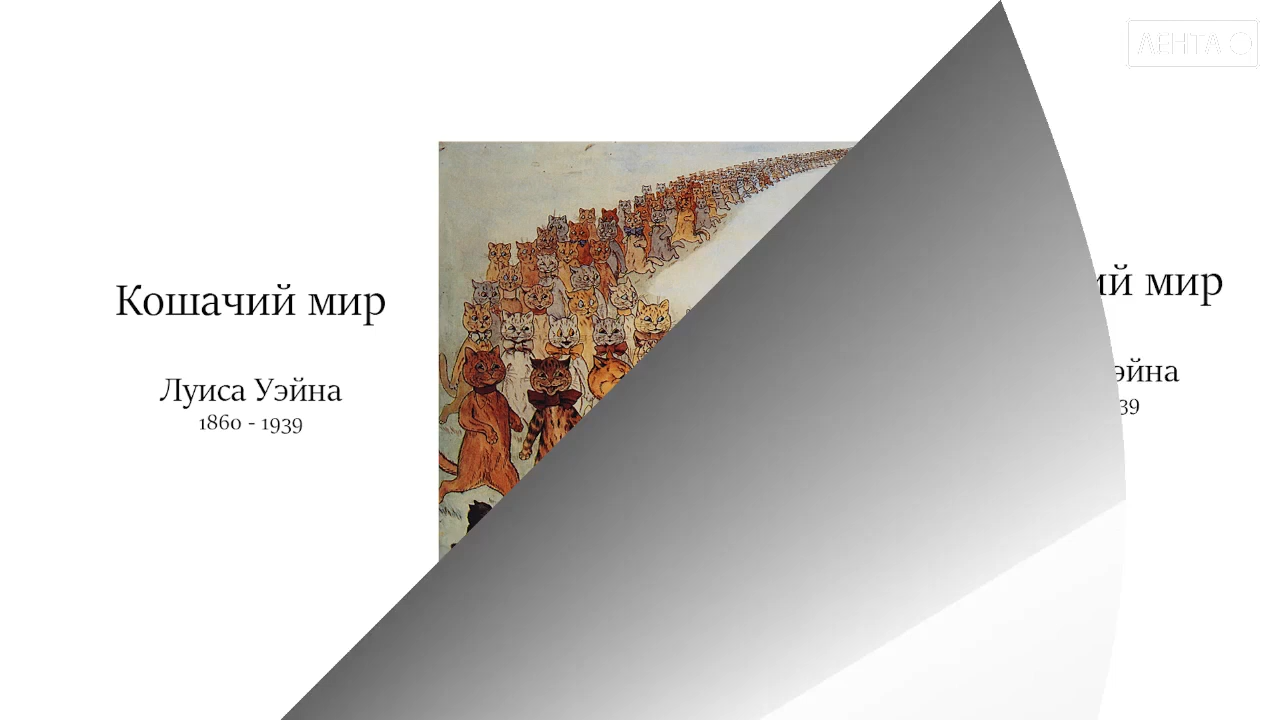 ЛЕНТА
Кошачий мир
Луиса Уэйна
1860 - 1939
ий мир
эйна
39